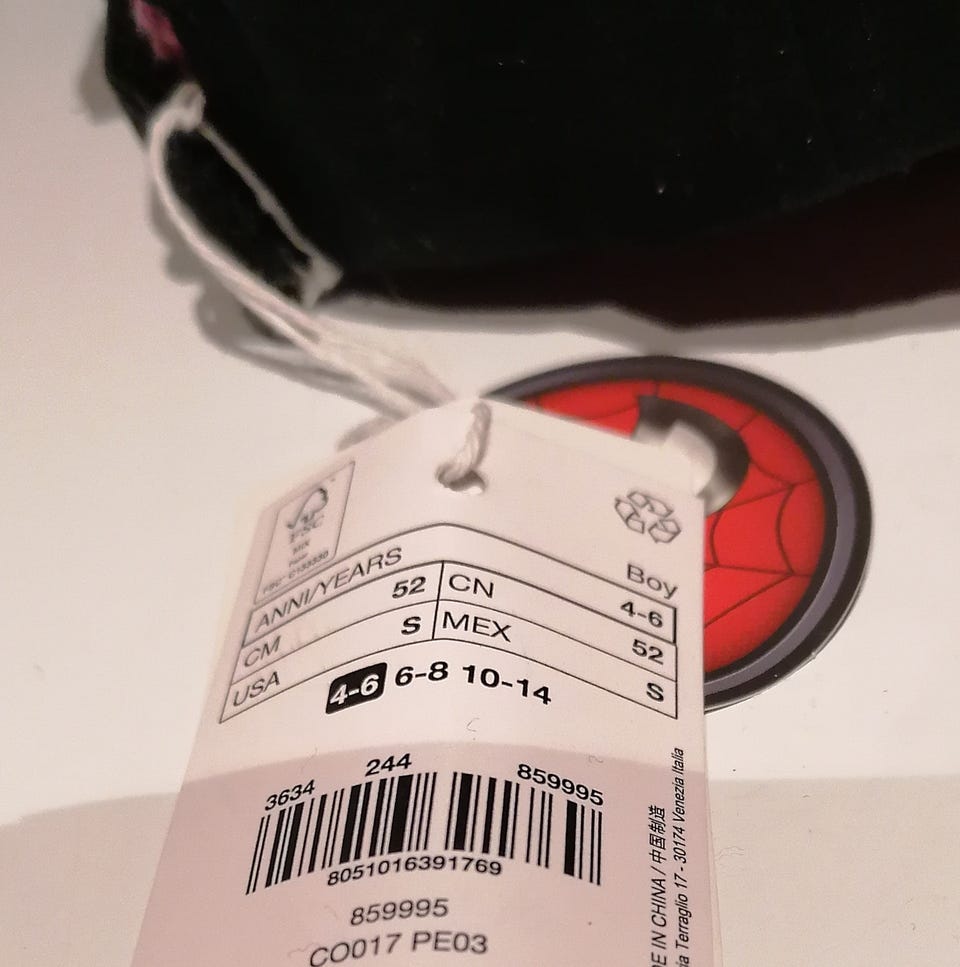 FSC
MIX
Boy
ANNI/YEARS 4-6
CM 52 CN 52
USA S MEX S
4-6 6-8 10-14
3634 244 859995
8051016391769
859995
CO017 PE03
DE IN CHINA / 中国制造
ia Terraglio 17 - 30174 Venezia Italia